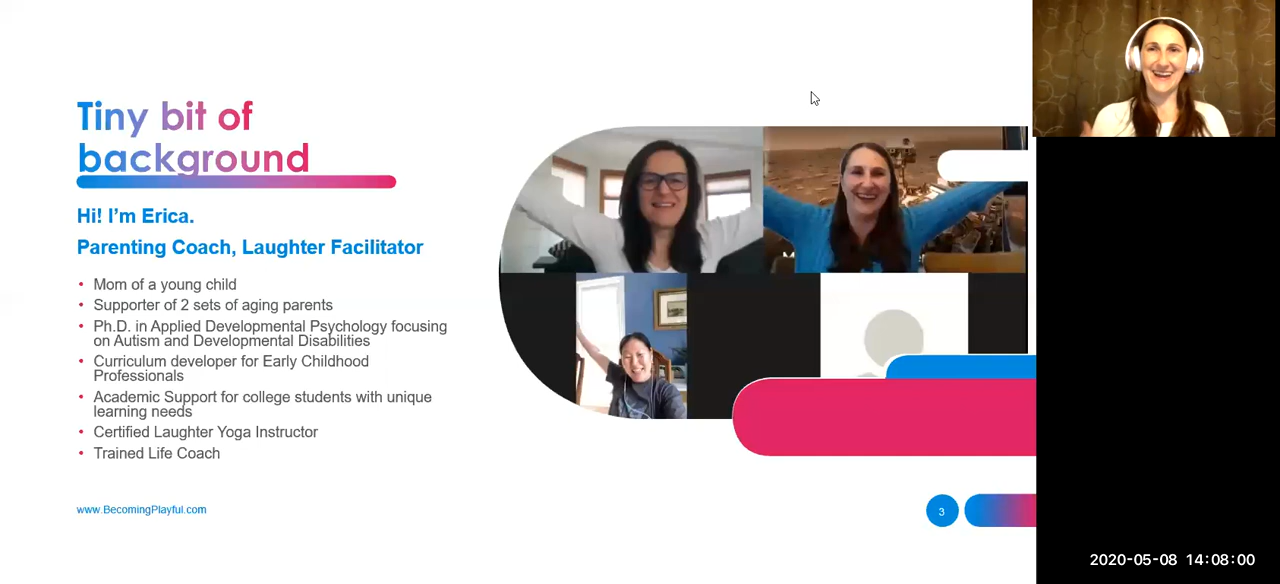 Tiny bit of
background
Hi! I'm Erica.
Parenting Coach, Laughter Facilitator
• Mom of a young child
• Supporter of 2 sets of aging parents
• Ph.D. in Applied Developmental Psychology focusing
on Autism and Developmental Disabilities
• Curriculum developer for Early Childhood
Professionals
• Academic Support for college students with unique
learning needs
• Certified Laughter Yoga Instructor
• Trained Life Coach
www.BecomingPlayful.com
3
2020-05-08 14:08:00